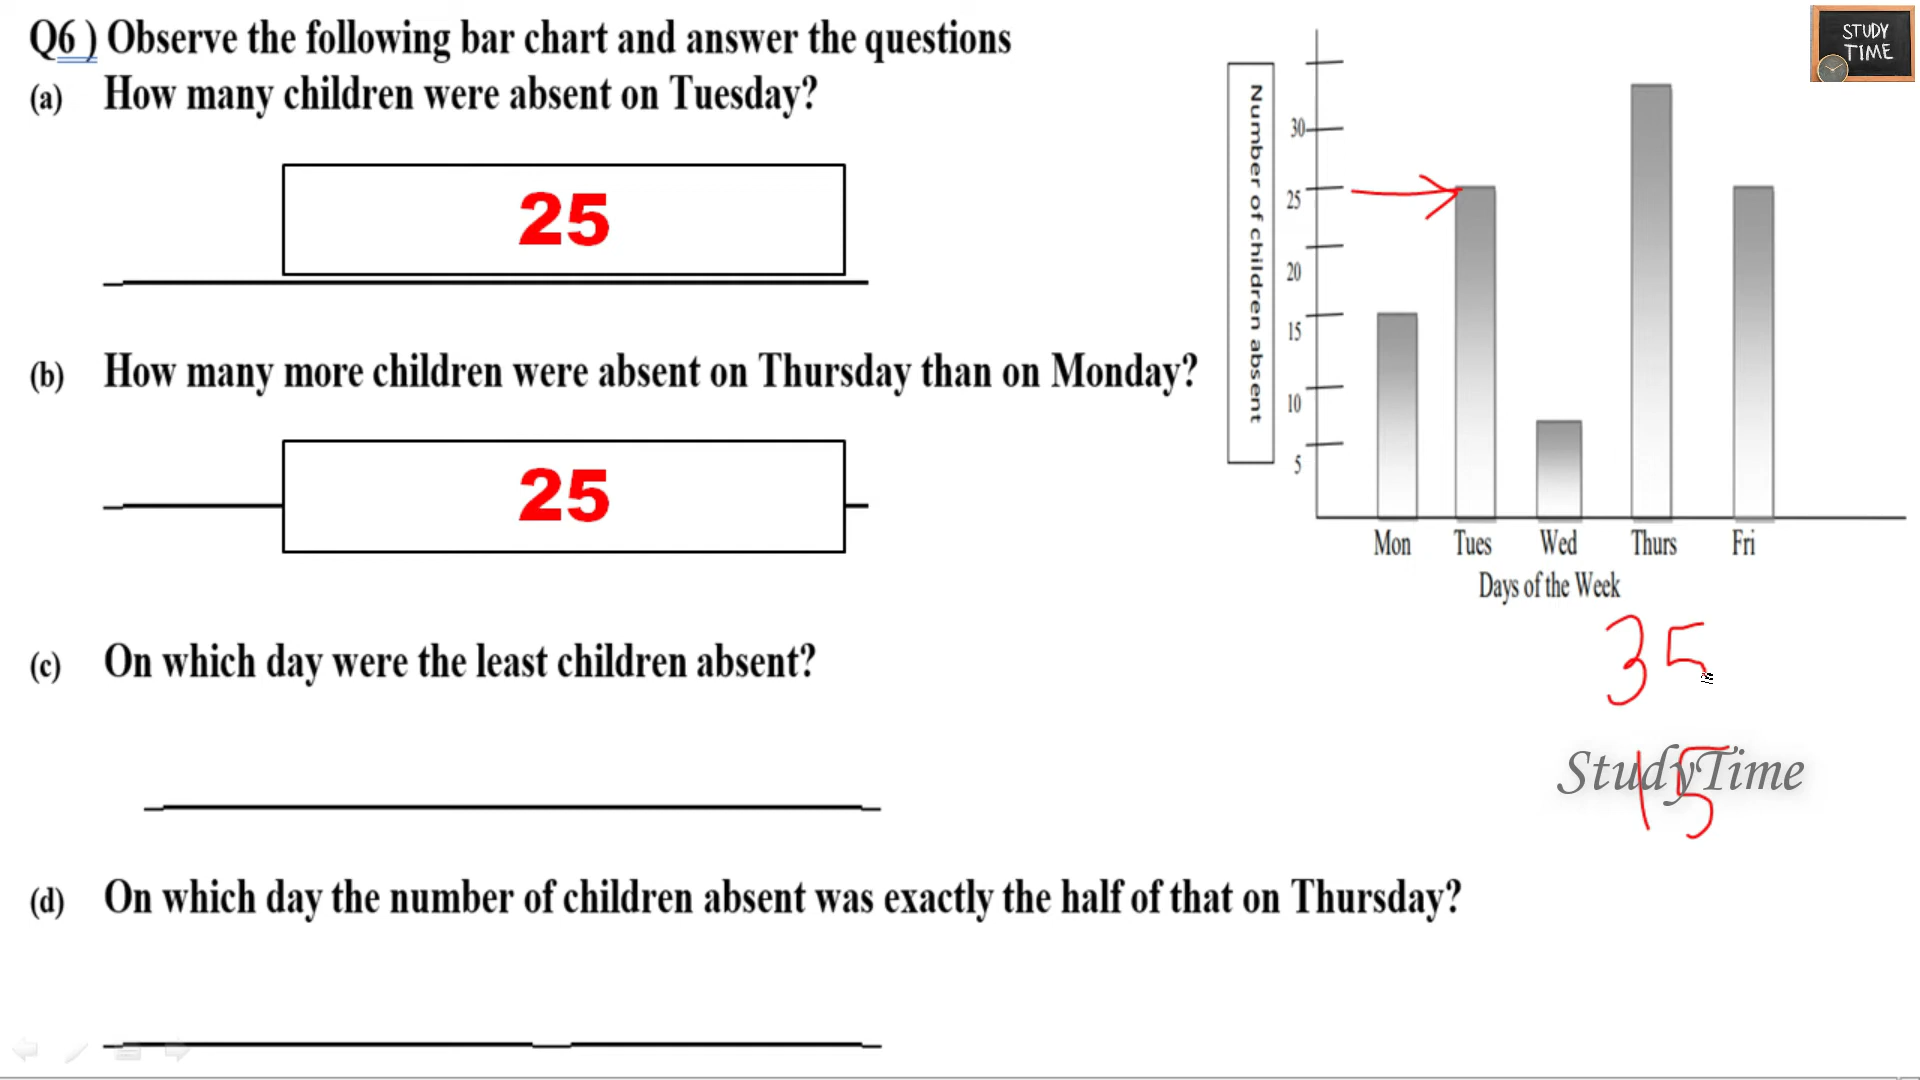 Q6 ) Observe the following bar chart and answer the questions
(a) How many children were absent on Tuesday?
25
(b) How many more children were absent on Thursday than on Monday?
25
(c) On which day were the least children absent?
(d) On which day the number of children absent was exactly the half of that on Thursday?
STUDY
TIME
Number of children absent
30
25
20
15
10
5
Mon Tues Wed Thurs Fri
Days of the Week
35
StudyTime
15